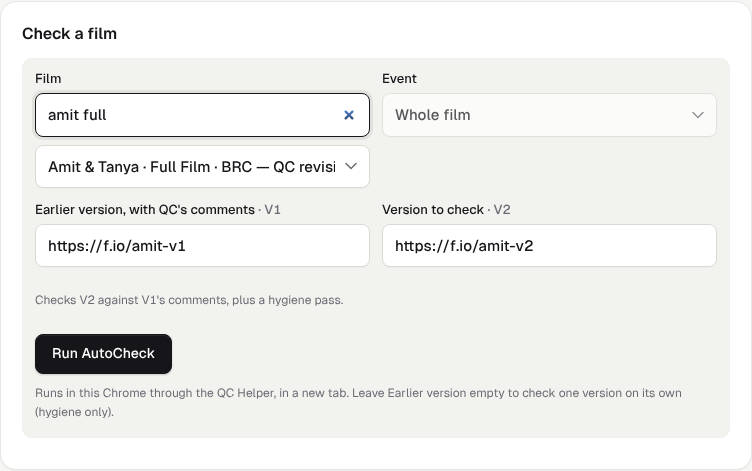 Check a film
Film
Event
amit full
Whole film
Amit & Tanya · Full Film · BRC — QC revisi
Earlier version, with QC's comments · V1
Version to check · V2
https://f.io/amit-v1
https://f.io/amit-v2
Checks V2 against V1's comments, plus a hygiene pass.
Run AutoCheck
Runs in this Chrome through the QC Helper, in a new tab. Leave Earlier version empty to check one version on its own
(hygiene only).